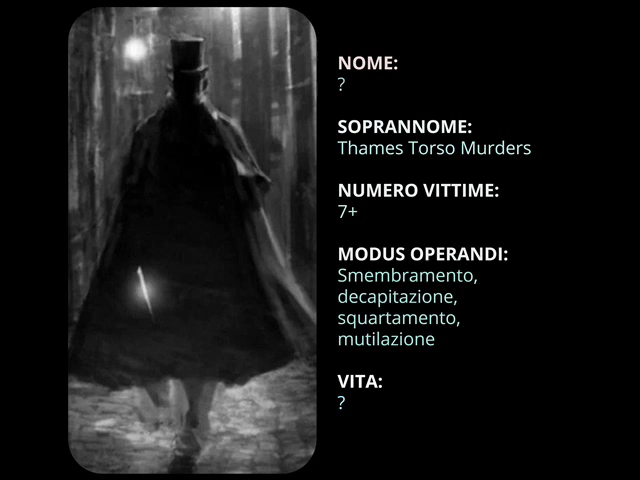 NOME:
?
SOPRANNOME:
Thames Torso Murders
NUMERO VITTIME:
7+
MODUS OPERANDI:
Smembramento,
decapitazione,
squartamento,
mutilazione
VITA:
?